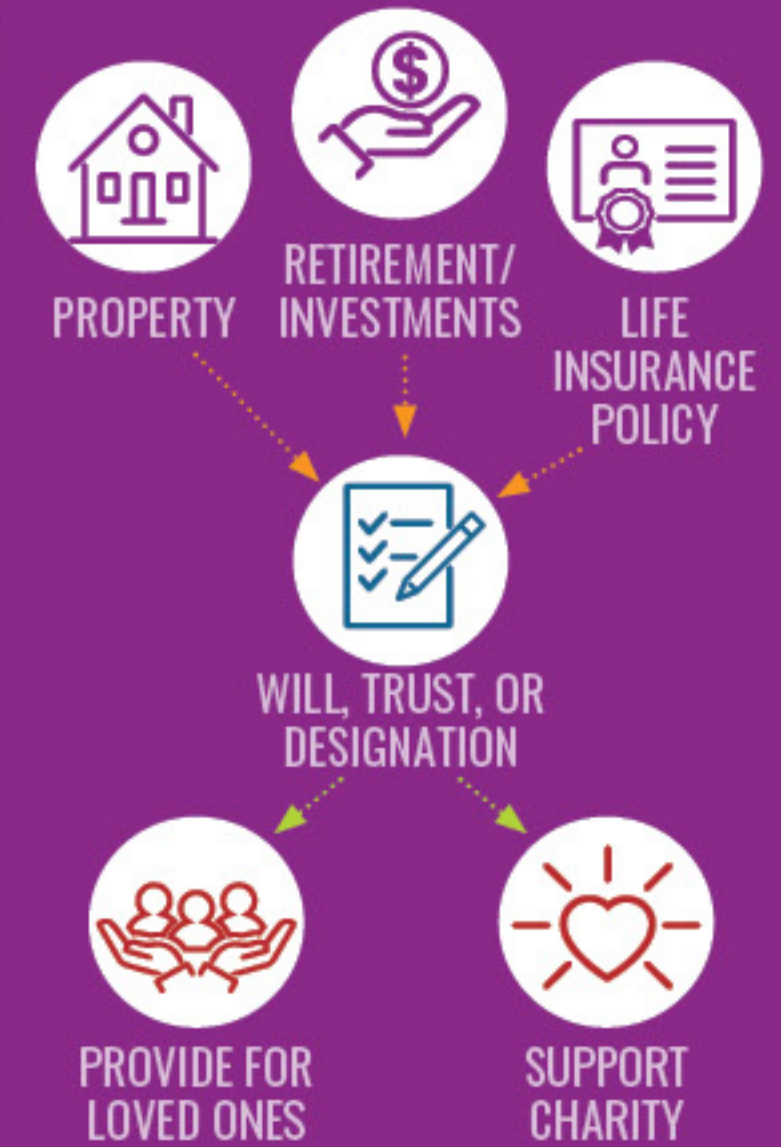 $
PROPERTY
RETIREMENT/
INVESTMENTS
LIFE
INSURANCE
POLICY
WILL, TRUST, OR
DESIGNATION
PROVIDE FOR
LOVED ONES
SUPPORT
CHARITY